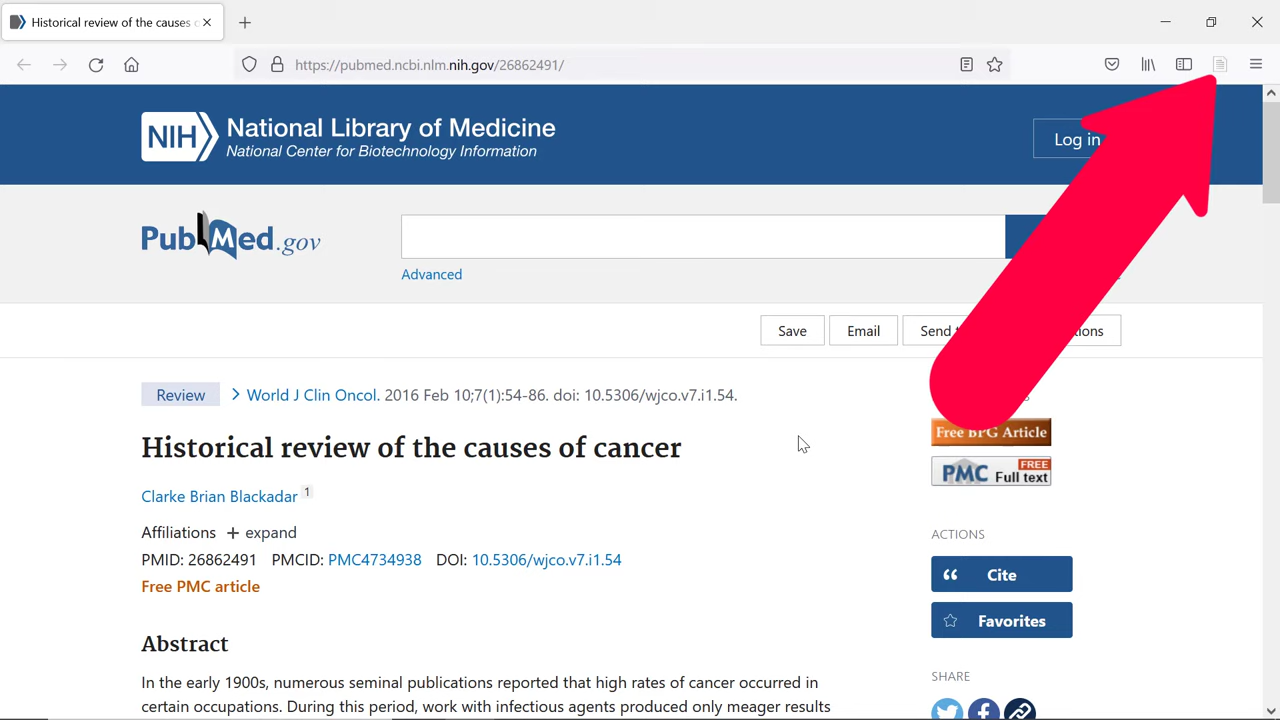 Historical review of the causes
https://pubmed.ncbi.nlm.nih.gov/26862491/
NIH National Library of Medicine
National Center for Biotechnology Information
Log in
PubMed.gov
Advanced
Save
Email
Send
Review
World J Clin Oncol. 2016 Feb 10;7(1):54-86. doi: 10.5306/wjco.v7.i1.54.
Historical review of the causes of cancer
Free BPG Article
PMC FREE Full text
Clarke Brian Blackadar 1
Affiliations + expand
PMID: 26862491 PMCID: PMC4734938 DOI: 10.5306/wjco.v7.i1.54
Free PMC article
ACTIONS
Cite
Favorites
Abstract
In the early 1900s, numerous seminal publications reported that high rates of cancer occurred in
certain occupations. During this period, work with infectious agents produced only meager results
SHARE